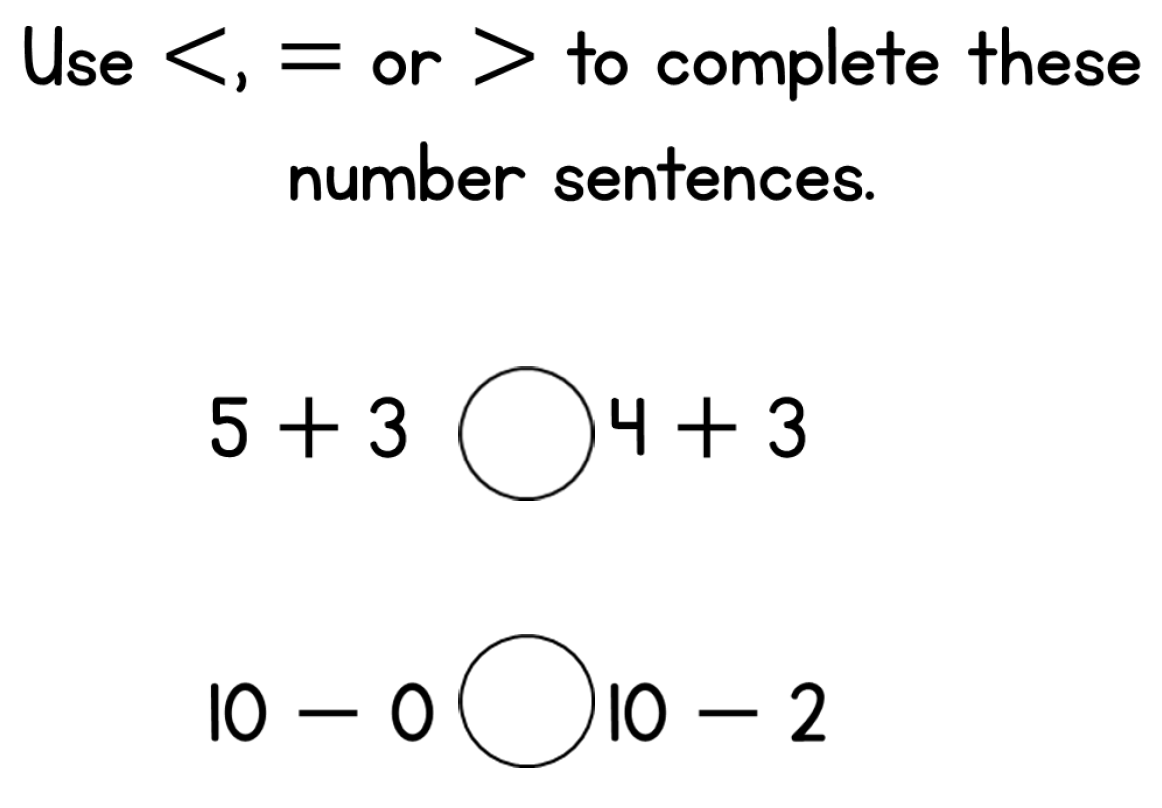 Use <, = or > to complete these
number sentences.
5 + 3 4 + 3
10 – 0 10 – 2